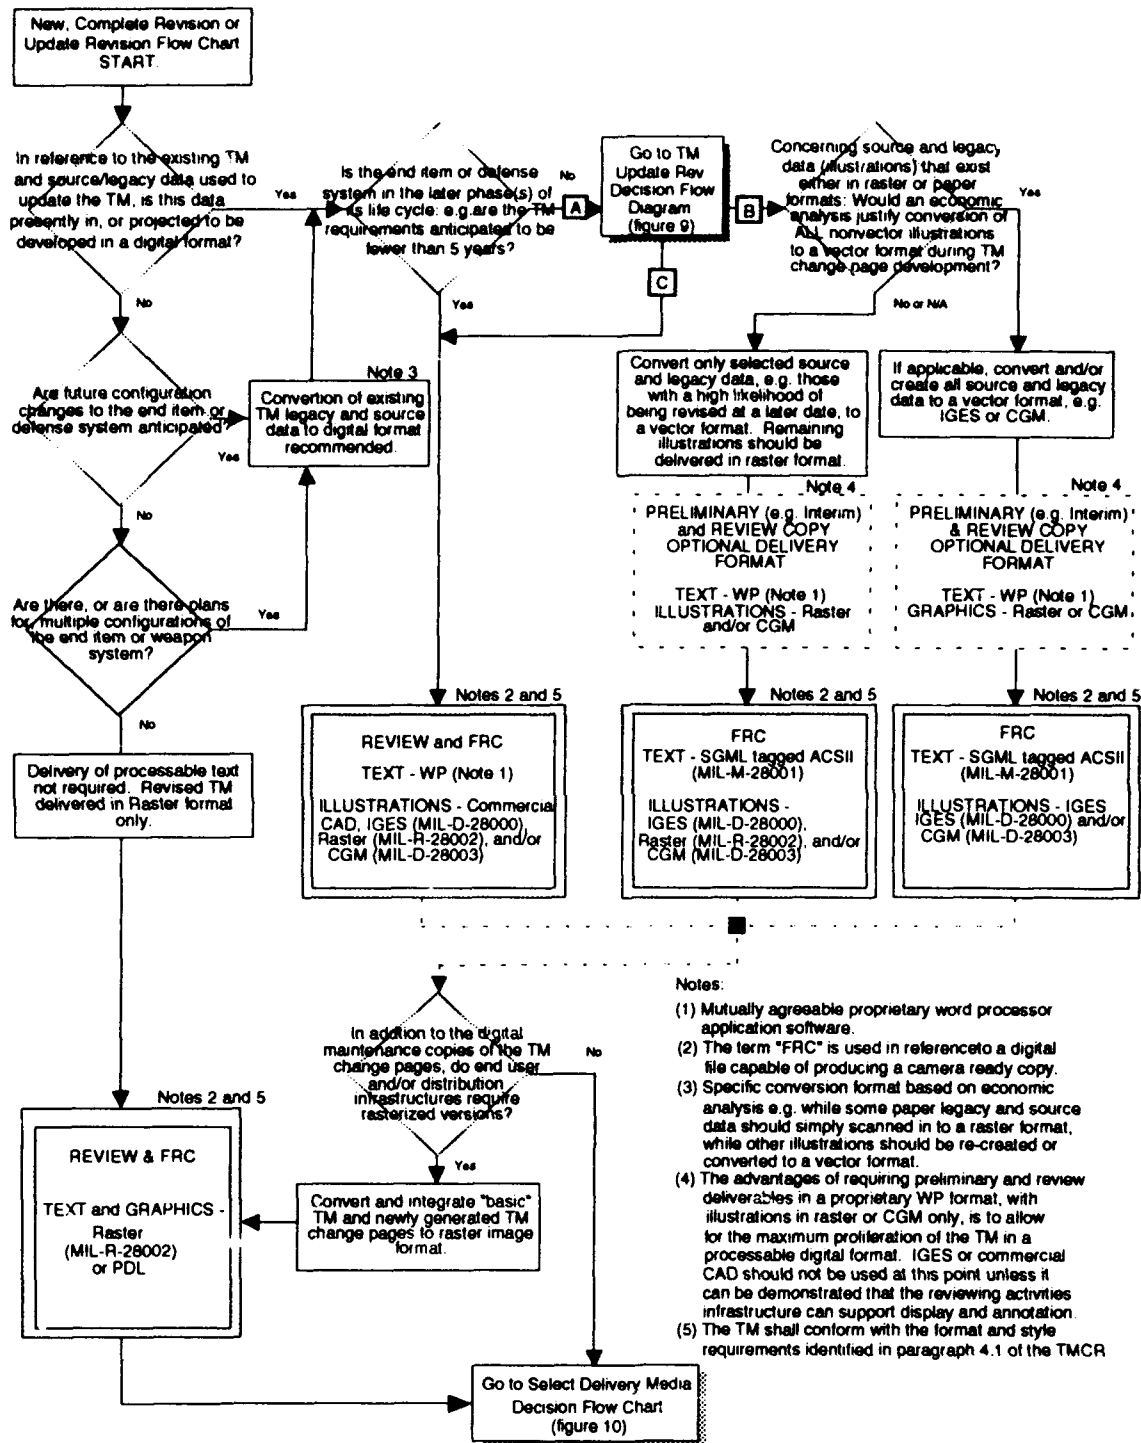 New, Complete Revision or
Update Revision Flow Chart
START.
In reference to the existing TM
and source/legacy data used to
update the TM, is this data
presently in, or projected to be
developed in a digital format?
Yes
No
Is the end item or defense
system in the later phase(s) of
its life cycle: e.g.are the TM
requirements anticipated to be
fewer than 5 years?
No
A
Yes
Go to TM
Update Rev
Decision Flow
Diagram
(figure 9)
B
C
Concerning source and legacy
data (illustrations) that exist
either in raster or paper
formats: Would an economic
analysis justify conversion of
ALL nonvector illustrations
to a vector format during TM
change page development?
Yes
No or N/A
Are future configuration
changes to the end item or
defense system anticipated?
Yes
No
Note 3
Convertion of existing
TM legacy and source
data to digital format
recommended.
Convert only selected source
and legacy data, e.g. those
with a high likelihood of
being revised at a later date, to
a vector format. Remaining
illustrations should be
delivered in raster format.
If applicable, convert and/or
create all source and legacy
data to a vector format, e.g.
IGES or CGM.
Note 4
PRELIMINARY (e.g. Interim)
and REVIEW COPY
OPTIONAL DELIVERY
FORMAT
TEXT - WP (Note 1)
ILLUSTRATIONS - Raster
and/or CGM
Note 4
PRELIMINARY (e.g. Interim)
& REVIEW COPY
OPTIONAL DELIVERY
FORMAT
TEXT - WP (Note 1)
GRAPHICS - Raster or CGM
Are there, or are there plans
for, multiple configurations of
the end item or weapon
system?
Yes
No
Delivery of processable text
not required. Revised TM
delivered in Raster format
only.
Notes 2 and 5
REVIEW and FRC
TEXT - WP (Note 1)
ILLUSTRATIONS - Commercial
CAD, IGES (MIL-D-28000),
Raster (MIL-R-28002), and/or
CGM (MIL-D-28003)
Notes 2 and 5
FRC
TEXT - SGML tagged ACSII
(MIL-M-28001)
ILLUSTRATIONS -
IGES (MIL-D-28000),
Raster (MIL-R-28002), and/or
CGM (MIL-D-28003)
Notes 2 and 5
FRC
TEXT - SGML tagged ACSII
(MIL-M-28001)
ILLUSTRATIONS - IGES
IGES (MIL-D-28000) and/or
CGM (MIL-D-28003)
In addition to the digital
maintenance copies of the TM
change pages, do end user
and/or distribution
infrastructures require
rasterized versions?
No
Yes
Convert and integrate "basic"
TM and newly generated TM
change pages to raster image
format.
Notes 2 and 5
REVIEW & FRC
TEXT and GRAPHICS -
Raster
(MIL-R-28002)
or PDL
Go to Select Delivery Media
Decision Flow Chart
(figure 10)
Notes:
(1) Mutually agreeable proprietary word processor
application software.
(2) The term "FRC" is used in referenceto a digital
file capable of producing a camera ready copy.
(3) Specific conversion format based on economic
analysis e.g. while some paper legacy and source
data should simply scanned in to a raster format,
while other illustrations should be re-created or
converted to a vector format.
(4) The advantages of requiring preliminary and review
deliverables in a proprietary WP format, with
illustrations in raster or CGM only, is to allow
for the maximum proliferation of the TM in a
processable digital format. IGES or commercial
CAD should not be used at this point unless it
can be demonstrated that the reviewing activities
infrastructure can support display and annotation.
(5) The TM shall conform with the format and style
requirements identified in paragraph 4.1 of the TMCR